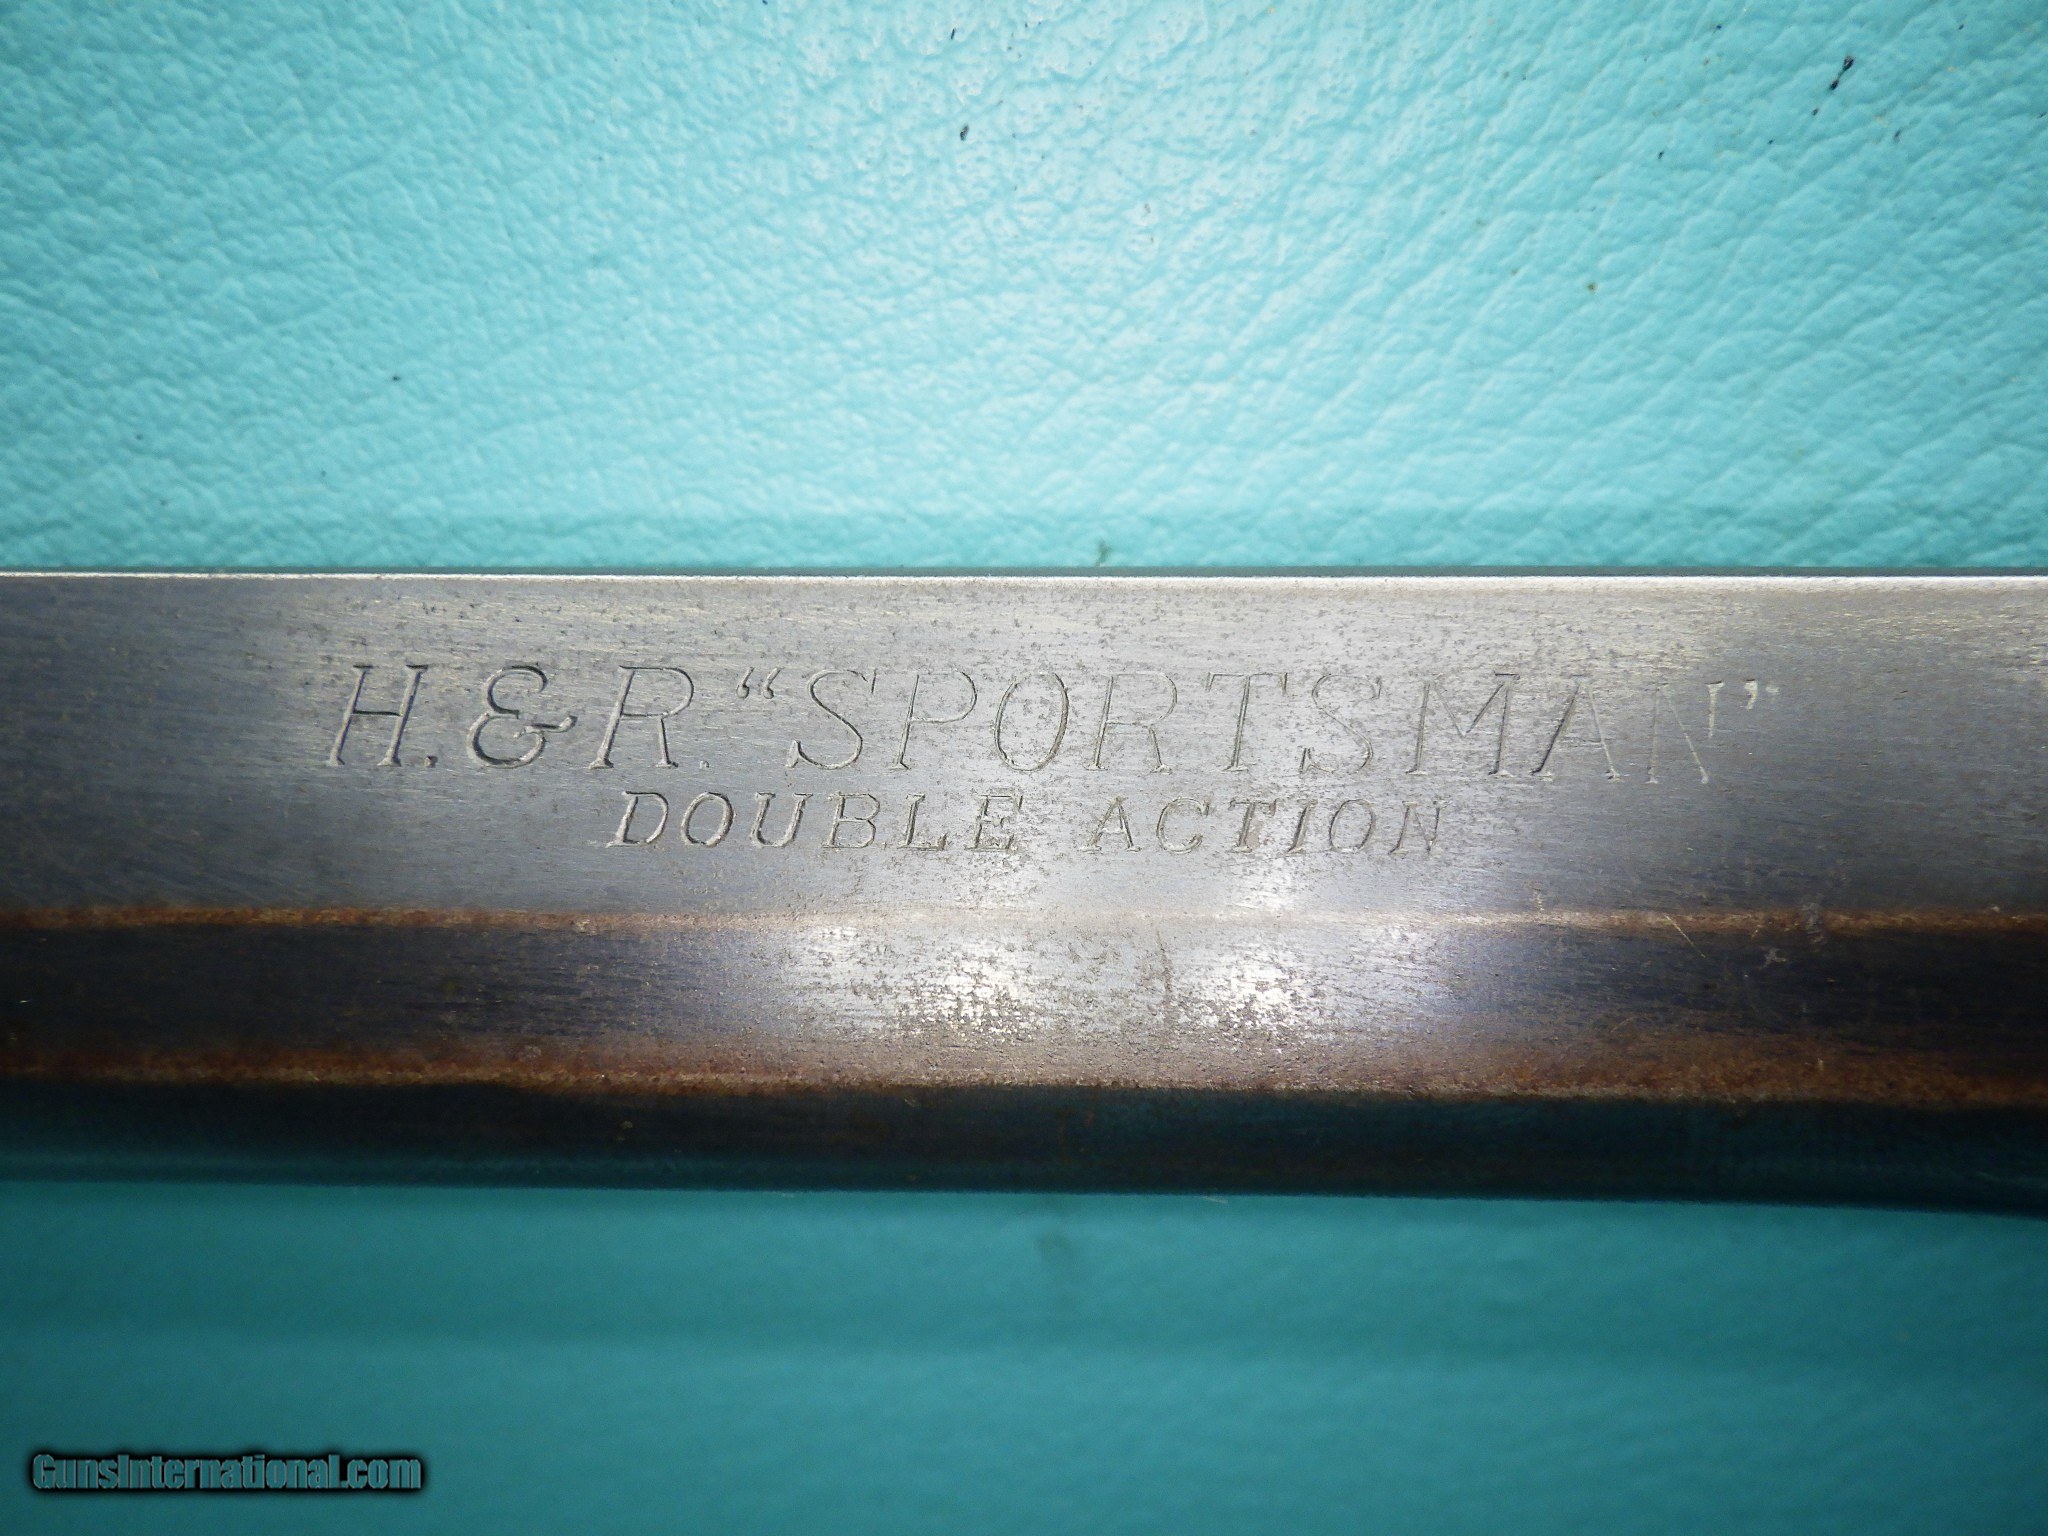 H.&R. “SPORTSMAN”
DOUBLE ACTION
GunsInternational.com